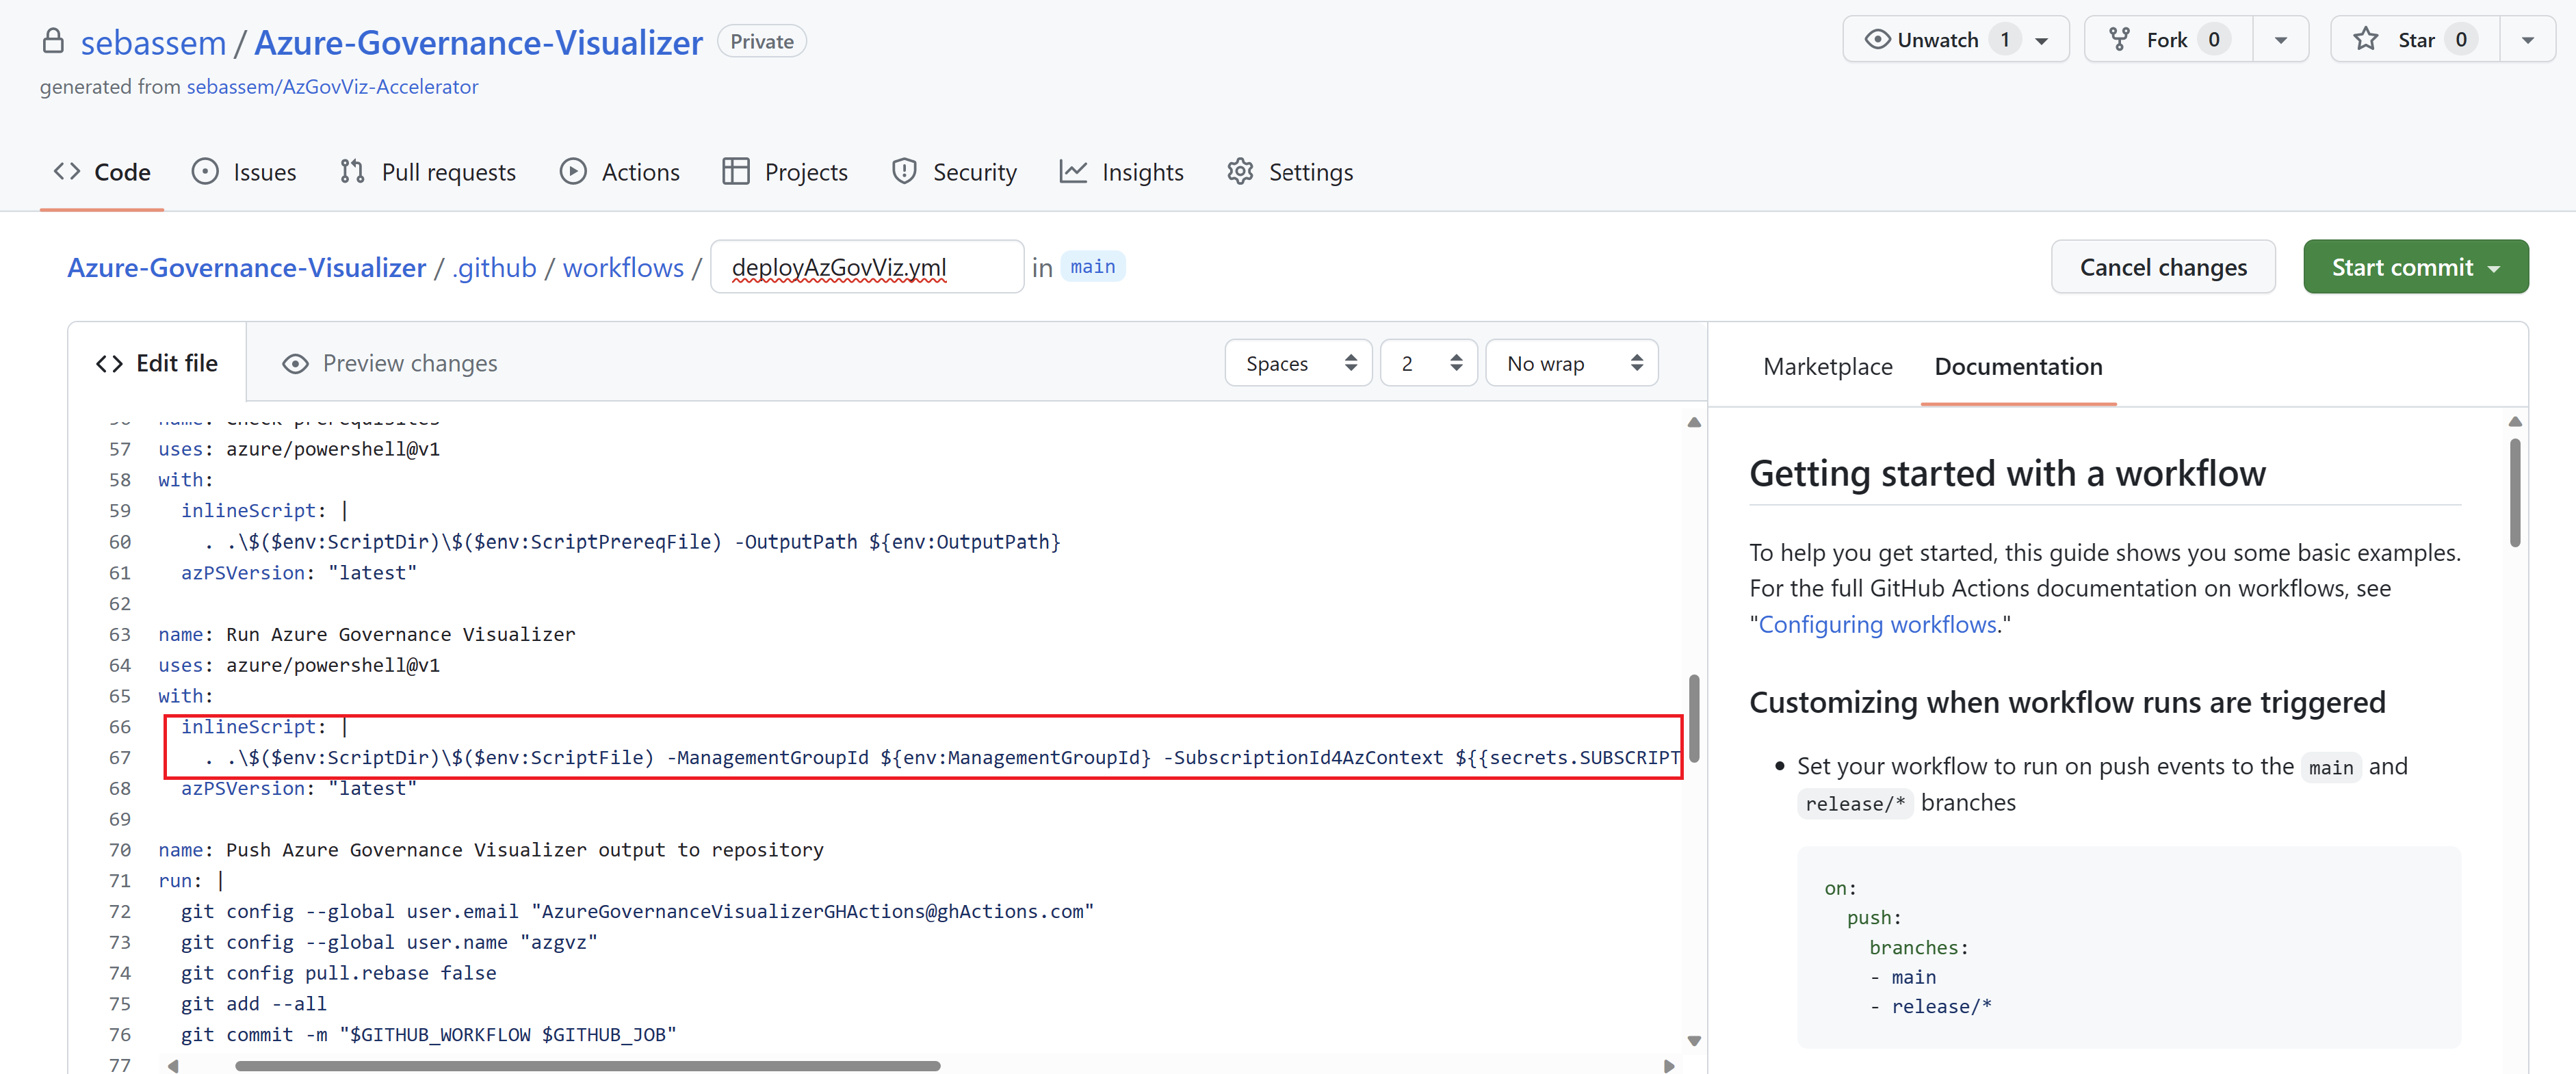 sebassem / Azure-Governance-Visualizer Private
Unwatch 1 Fork 0 Star 0
generated from sebassem/AzGovViz-Accelerator
Code Issues Pull requests Actions Projects Security Insights Settings
Azure-Governance-Visualizer / .github / workflows / deployAzGovViz.yml in main
Cancel changes Start commit
Edit file Preview changes
Spaces 2 No wrap
57 uses: azure/powershell@v1
58 with:
59 inlineScript: |
60 . .\$($env:ScriptDir)\$($env:ScriptPrereqFile) -OutputPath ${env:OutputPath}
61 azPSVersion: "latest"
62
63 name: Run Azure Governance Visualizer
64 uses: azure/powershell@v1
65 with:
66 inlineScript: |
67 . .\$($env:ScriptDir)\$($env:ScriptFile) -ManagementGroupId ${env:ManagementGroupId} -SubscriptionId4AzContext ${{secrets.SUBSCRIPT
68 azPSVersion: "latest"
69
70 name: Push Azure Governance Visualizer output to repository
71 run: |
72 git config --global user.email "AzureGovernanceVisualizerGHActions@ghActions.com"
73 git config --global user.name "azgvz"
74 git config pull.rebase false
75 git add --all
76 git commit -m "$GITHUB_WORKFLOW $GITHUB_JOB"
77
Marketplace Documentation
Getting started with a workflow
To help you get started, this guide shows you some basic examples.
For the full GitHub Actions documentation on workflows, see
"Configuring workflows."
Customizing when workflow runs are triggered
• Set your workflow to run on push events to the main and
release/* branches
on:
push:
branches:
- main
- release/*